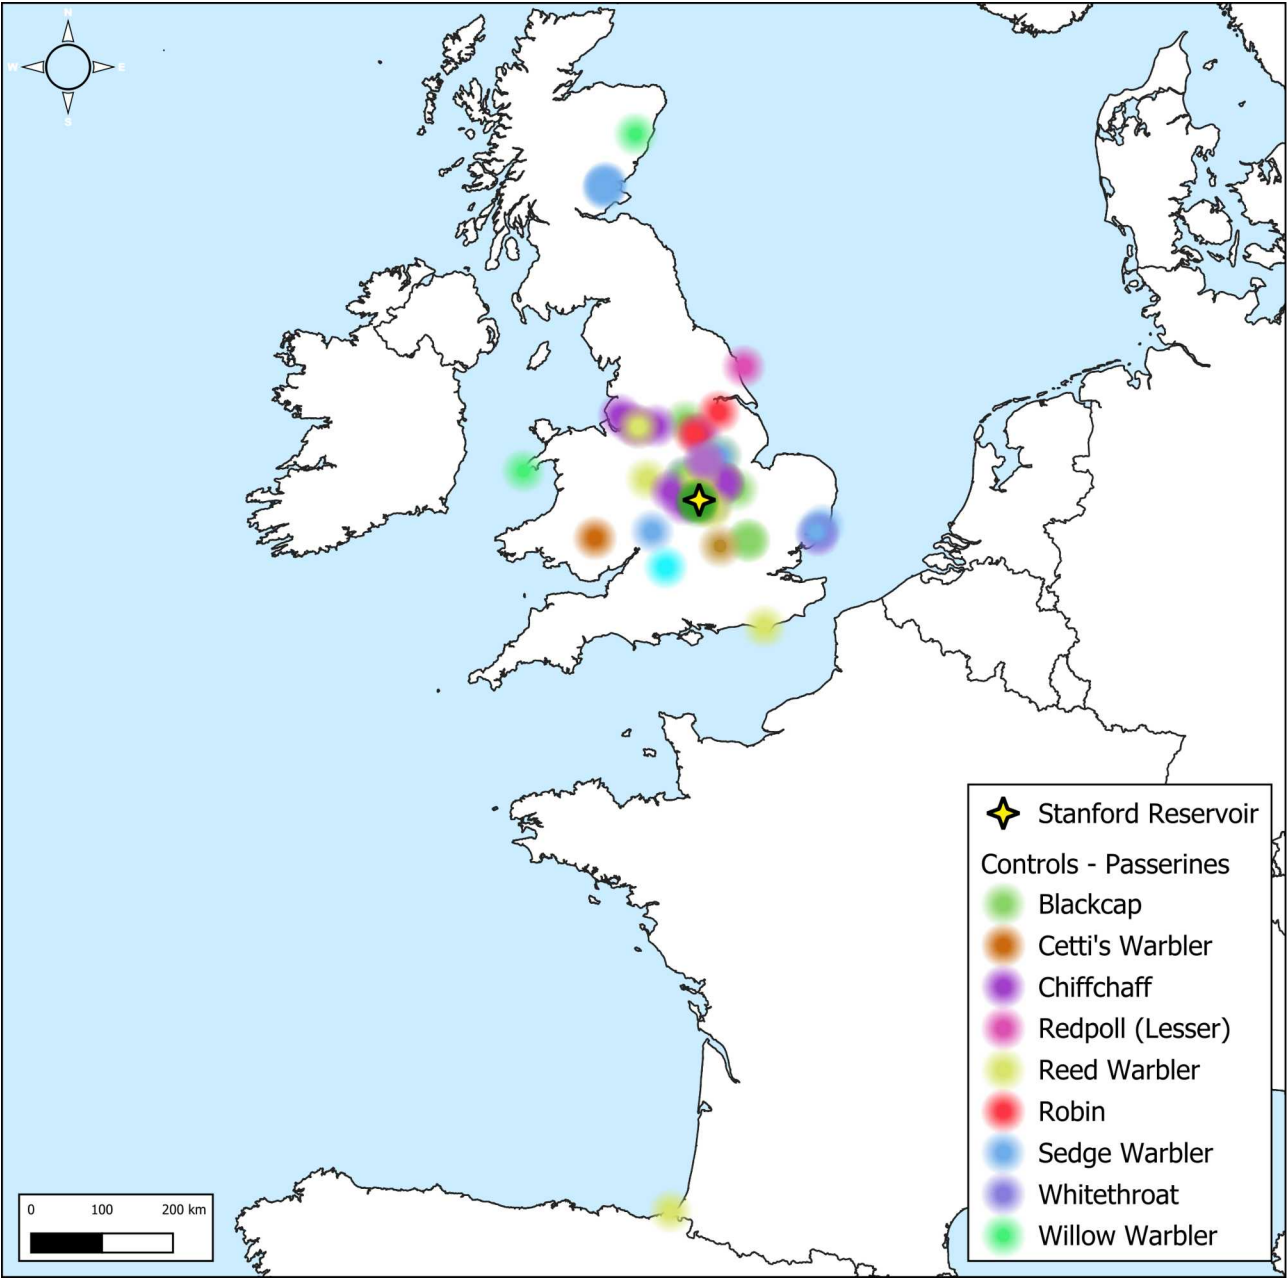 N
W E
S
Stanford Reservoir
Controls - Passerines
Blackcap
Cetti's Warbler
Chiffchaff
Redpoll (Lesser)
Reed Warbler
Robin
Sedge Warbler
Whitethroat
Willow Warbler
0 100 200 km